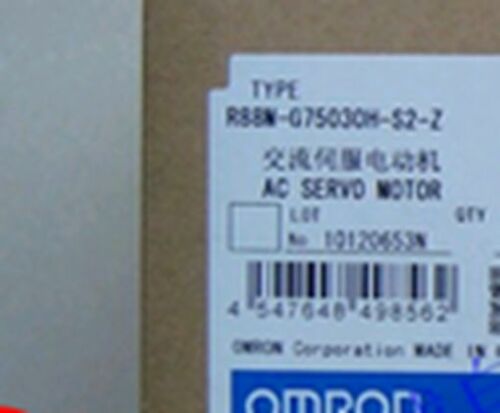 TYPE
R88M-G75030H-S2-Z
交流伺服电动机
AC SERVO MOTOR
LOT QTY
No 10120653N
4 547648 498562
OMRON Corporation MADE IN
OMRON